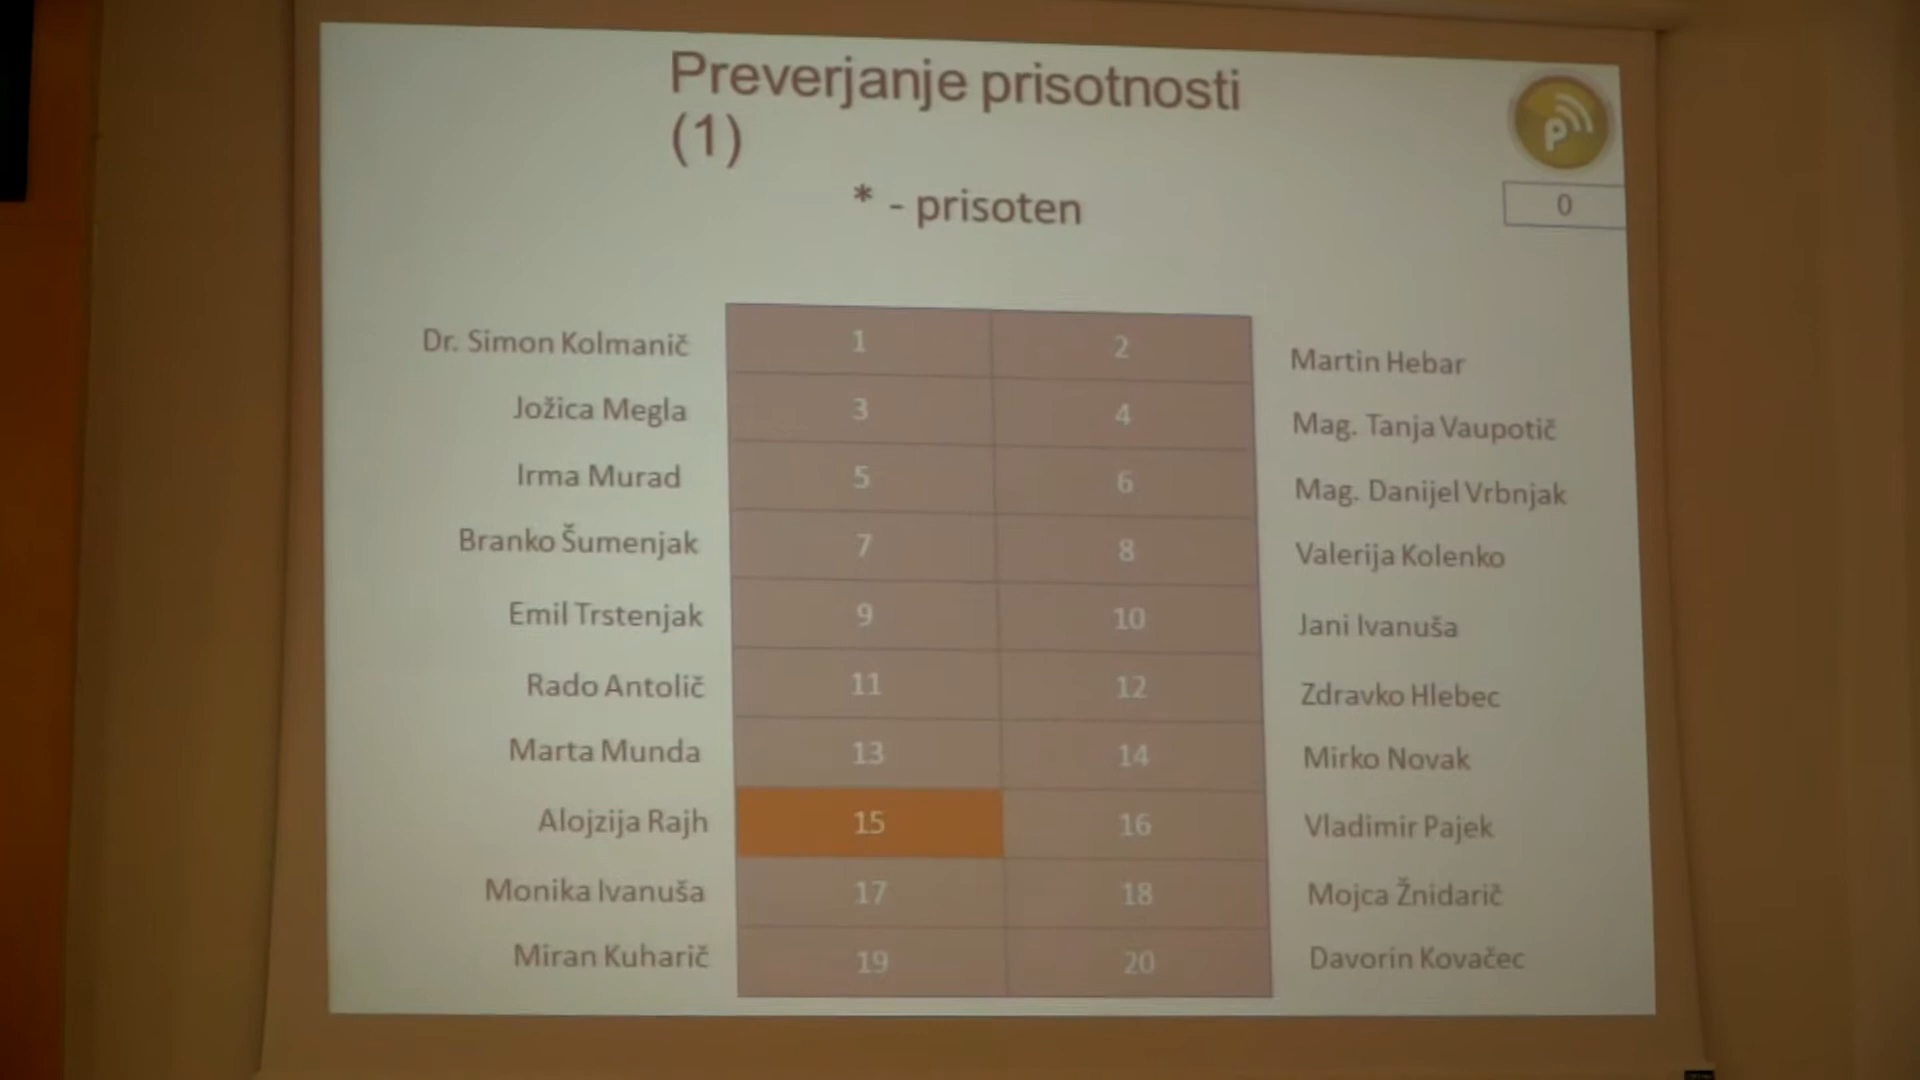 Preverjanje prisotnosti
(1)
* - prisoten
0
Dr. Simon Kolmanič 1 2 Martin Hebar
Jožica Megla 3 4 Mag. Tanja Vaupotič
Irma Murad 5 6 Mag. Danijel Vrbnjak
Branko Šumenjak 7 8 Valerija Kolenko
Emil Trstenjak 9 10 Jani Ivanuša
Rado Antolič 11 12 Zdravko Hlebec
Marta Munda 13 14 Mirko Novak
Alojzija Rajh 15 16 Vladimir Pajek
Monika Ivanuša 17 18 Mojca Žnidarič
Miran Kuharič 19 20 Davorin Kovačec